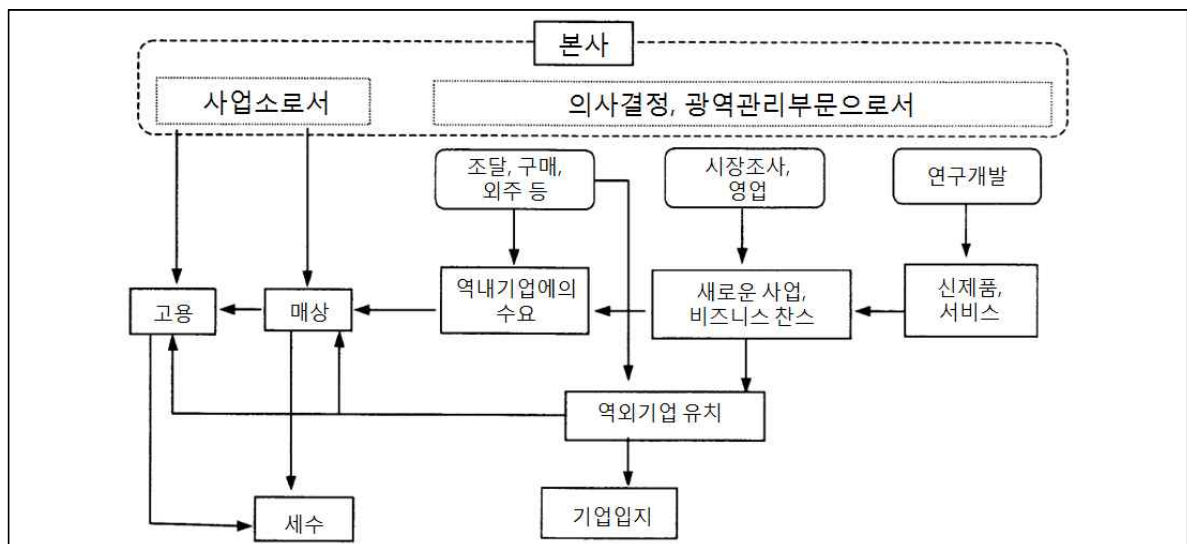 본사
사업소로서
의사결정, 광역관리부문으로서
조달, 구매,
외주 등
시장조사,
영업
연구개발
고용
매상
역내기업에의
수요
새로운 사업,
비즈니스 찬스
신제품,
서비스
역외기업 유치
세수
기업입지